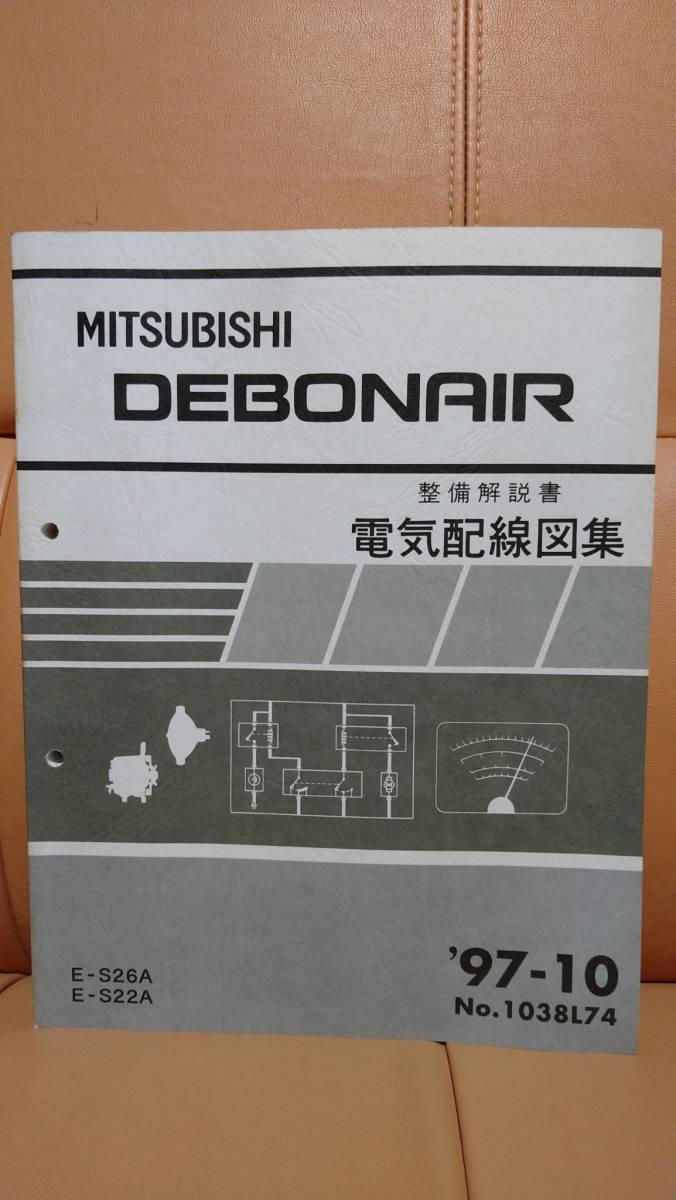 MITSUBISHI
DEBONAIR
整備解説書
電気配線図集
E-S26A
E-S22A
'97-10
No.1038L74